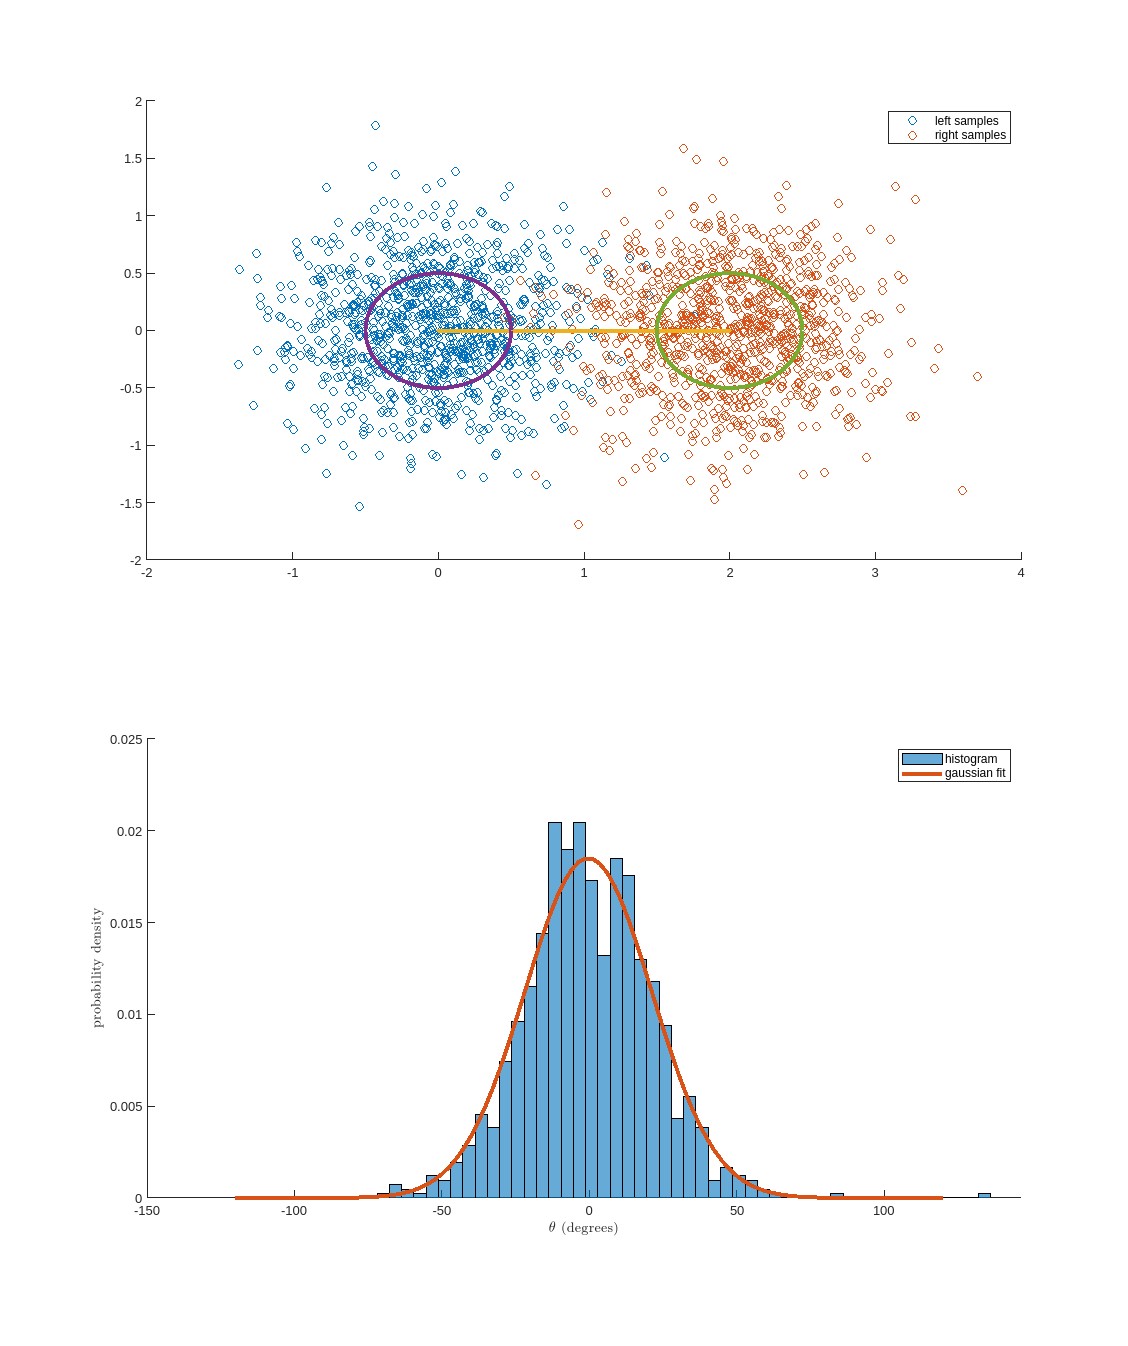 2
1.5
1
0.5
0
-0.5
-1
-1.5
-2
-2 -1 0 1 2 3 4
left samples
right samples
0.025
0.02
0.015
0.01
0.005
0
probability density
-150 -100 -50 0 50 100
θ (degrees)
histogram
gaussian fit